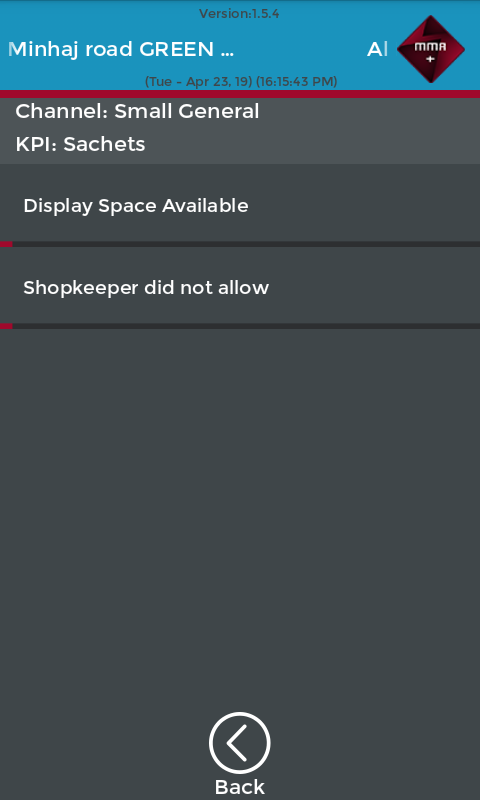 Version:1.5.4
Minhaj road GREEN ...
Al
MMA
+
(Tue - Apr 23, 19) (16:15:43 PM)
Channel: Small General
KPI: Sachets
Display Space Available
Shopkeeper did not allow
Back